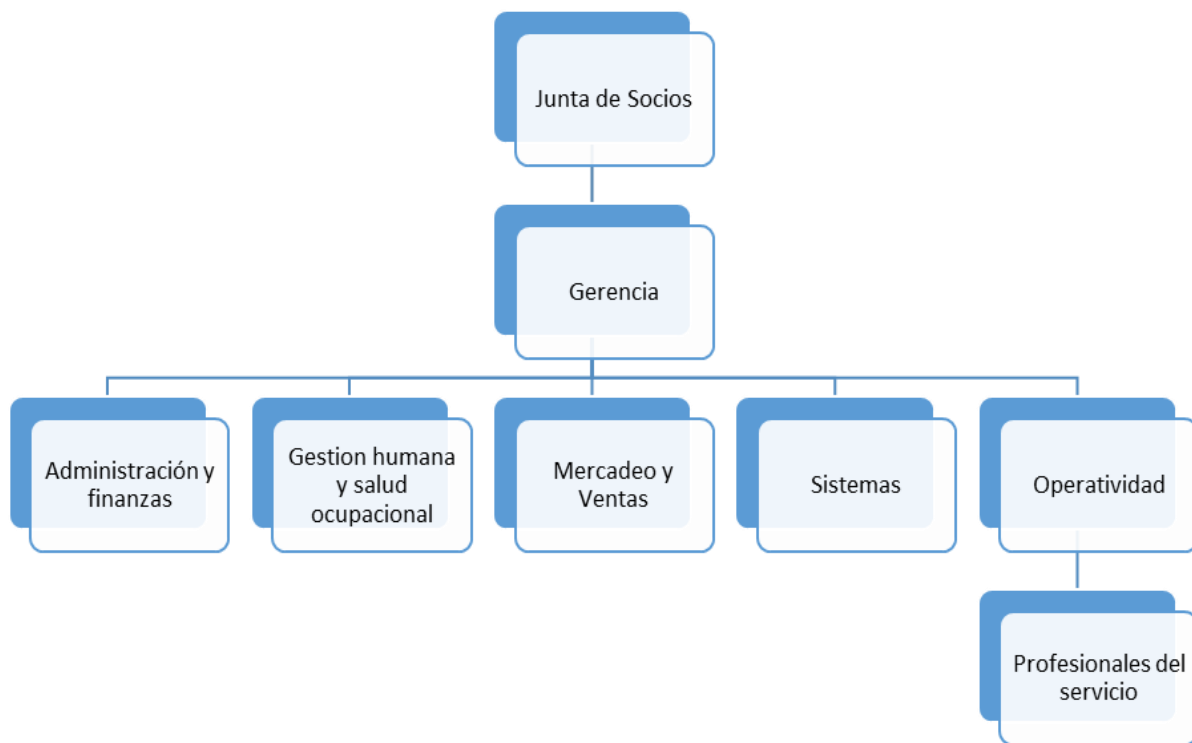 Junta de Socios
Gerencia
Administración y
finanzas
Gestion humana
y salud
ocupacional
Mercadeo y
Ventas
Sistemas
Operatividad
Profesionales del
servicio